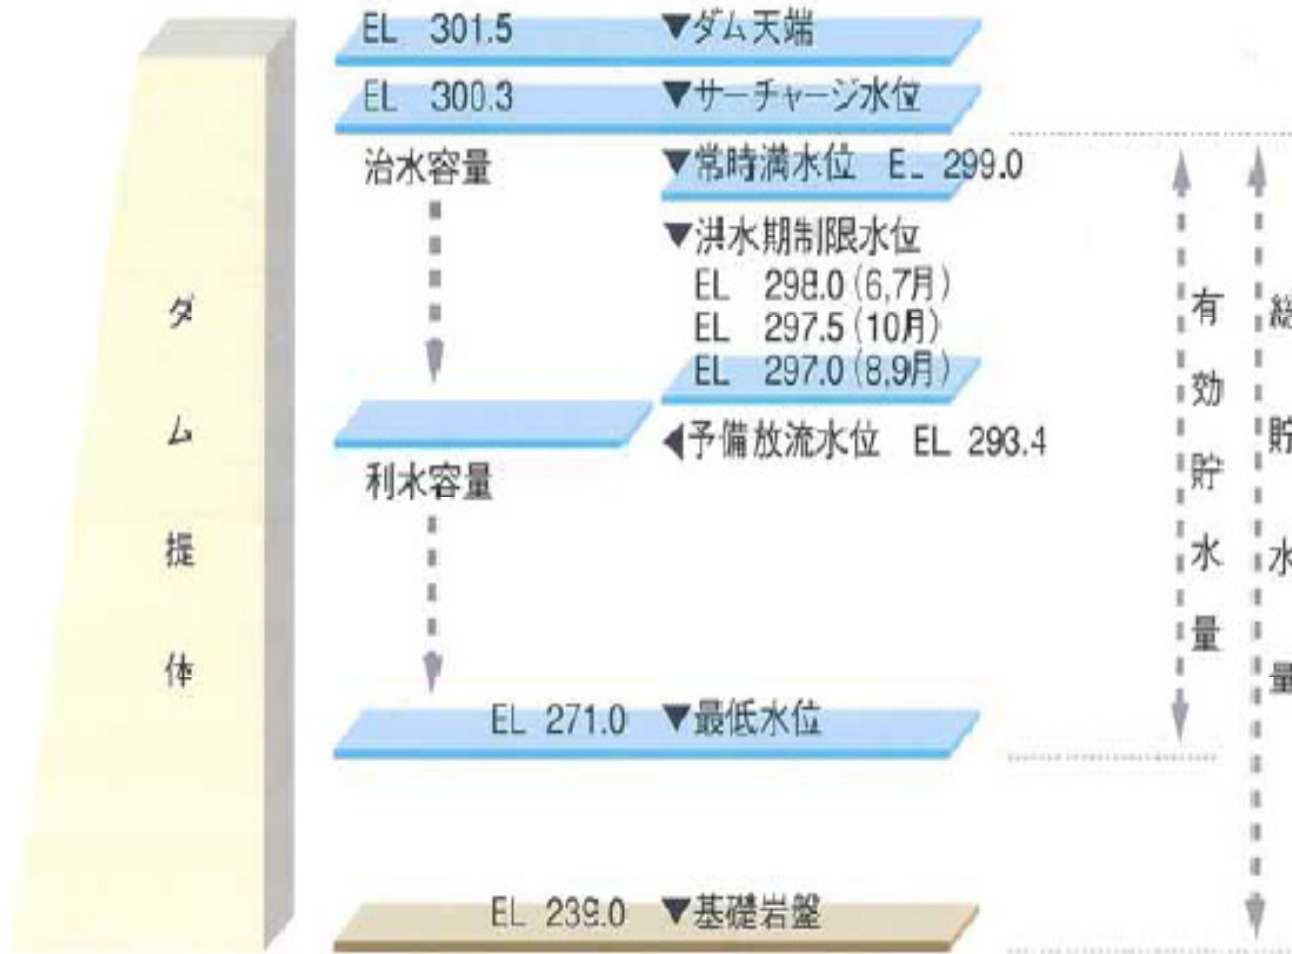 EL 301.5 ▼ダム天端
EL 300.3 ▼サーチャージ水位
治水容量
▼常時満水位 EL 299.0
▼洪水期制限水位
EL 298.0 (6,7月)
EL 297.5 (10月)
EL 297.0 (8,9月)
◀予備放流水位 EL 293.4
利水容量
EL 271.0 ▼最低水位
EL 239.0 ▼基礎岩盤
ダム提体
有効貯水量
総貯水量